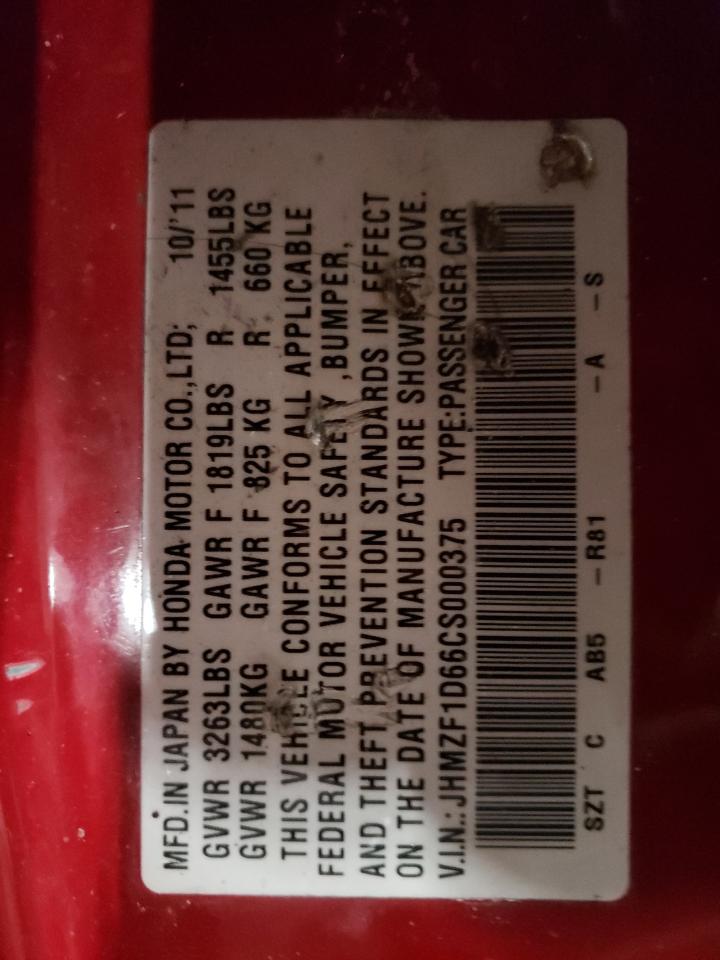 MFD.IN JAPAN BY HONDA MOTOR CO.,LTD; 10/'11
GVWR 3263LBS GAWR F 1819LBS R 1455LBS
GVWR 1480KG GAWR F 825 KG R 660 KG
THIS VEHICLE CONFORMS TO ALL APPLICABLE
FEDERAL MOTOR VEHICLE SAFETY ,BUMPER,
AND THEFT PREVENTION STANDARDS IN EFFECT
ON THE DATE OF MANUFACTURE SHOWN ABOVE.
V.I.N.: JHMZF1D66CS000375 TYPE:PASSENGER CAR
SZT C AB5 – R81 – A – S